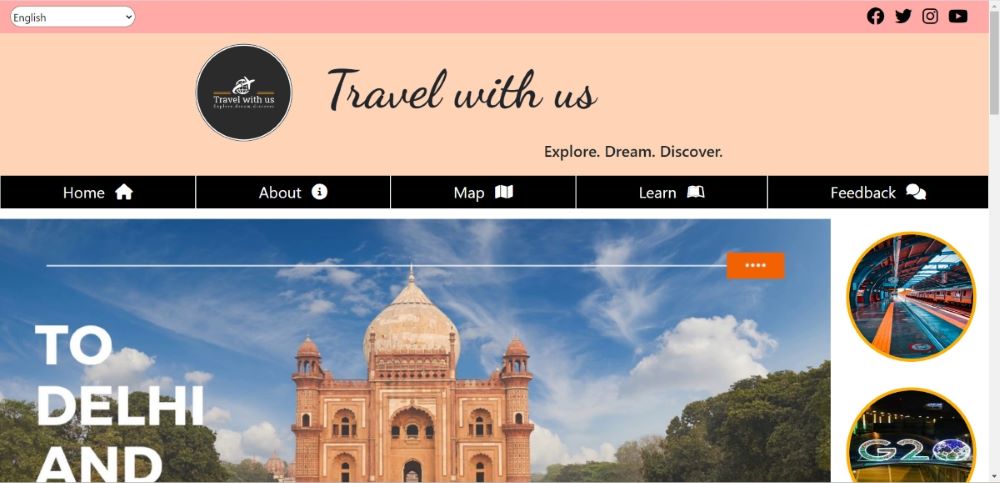 English
Travel with us
Explore.Dream.discover
Travel with us
Explore. Dream. Discover.
Home
About
Map
Learn
Feedback
TO
DELHI
AND
G20